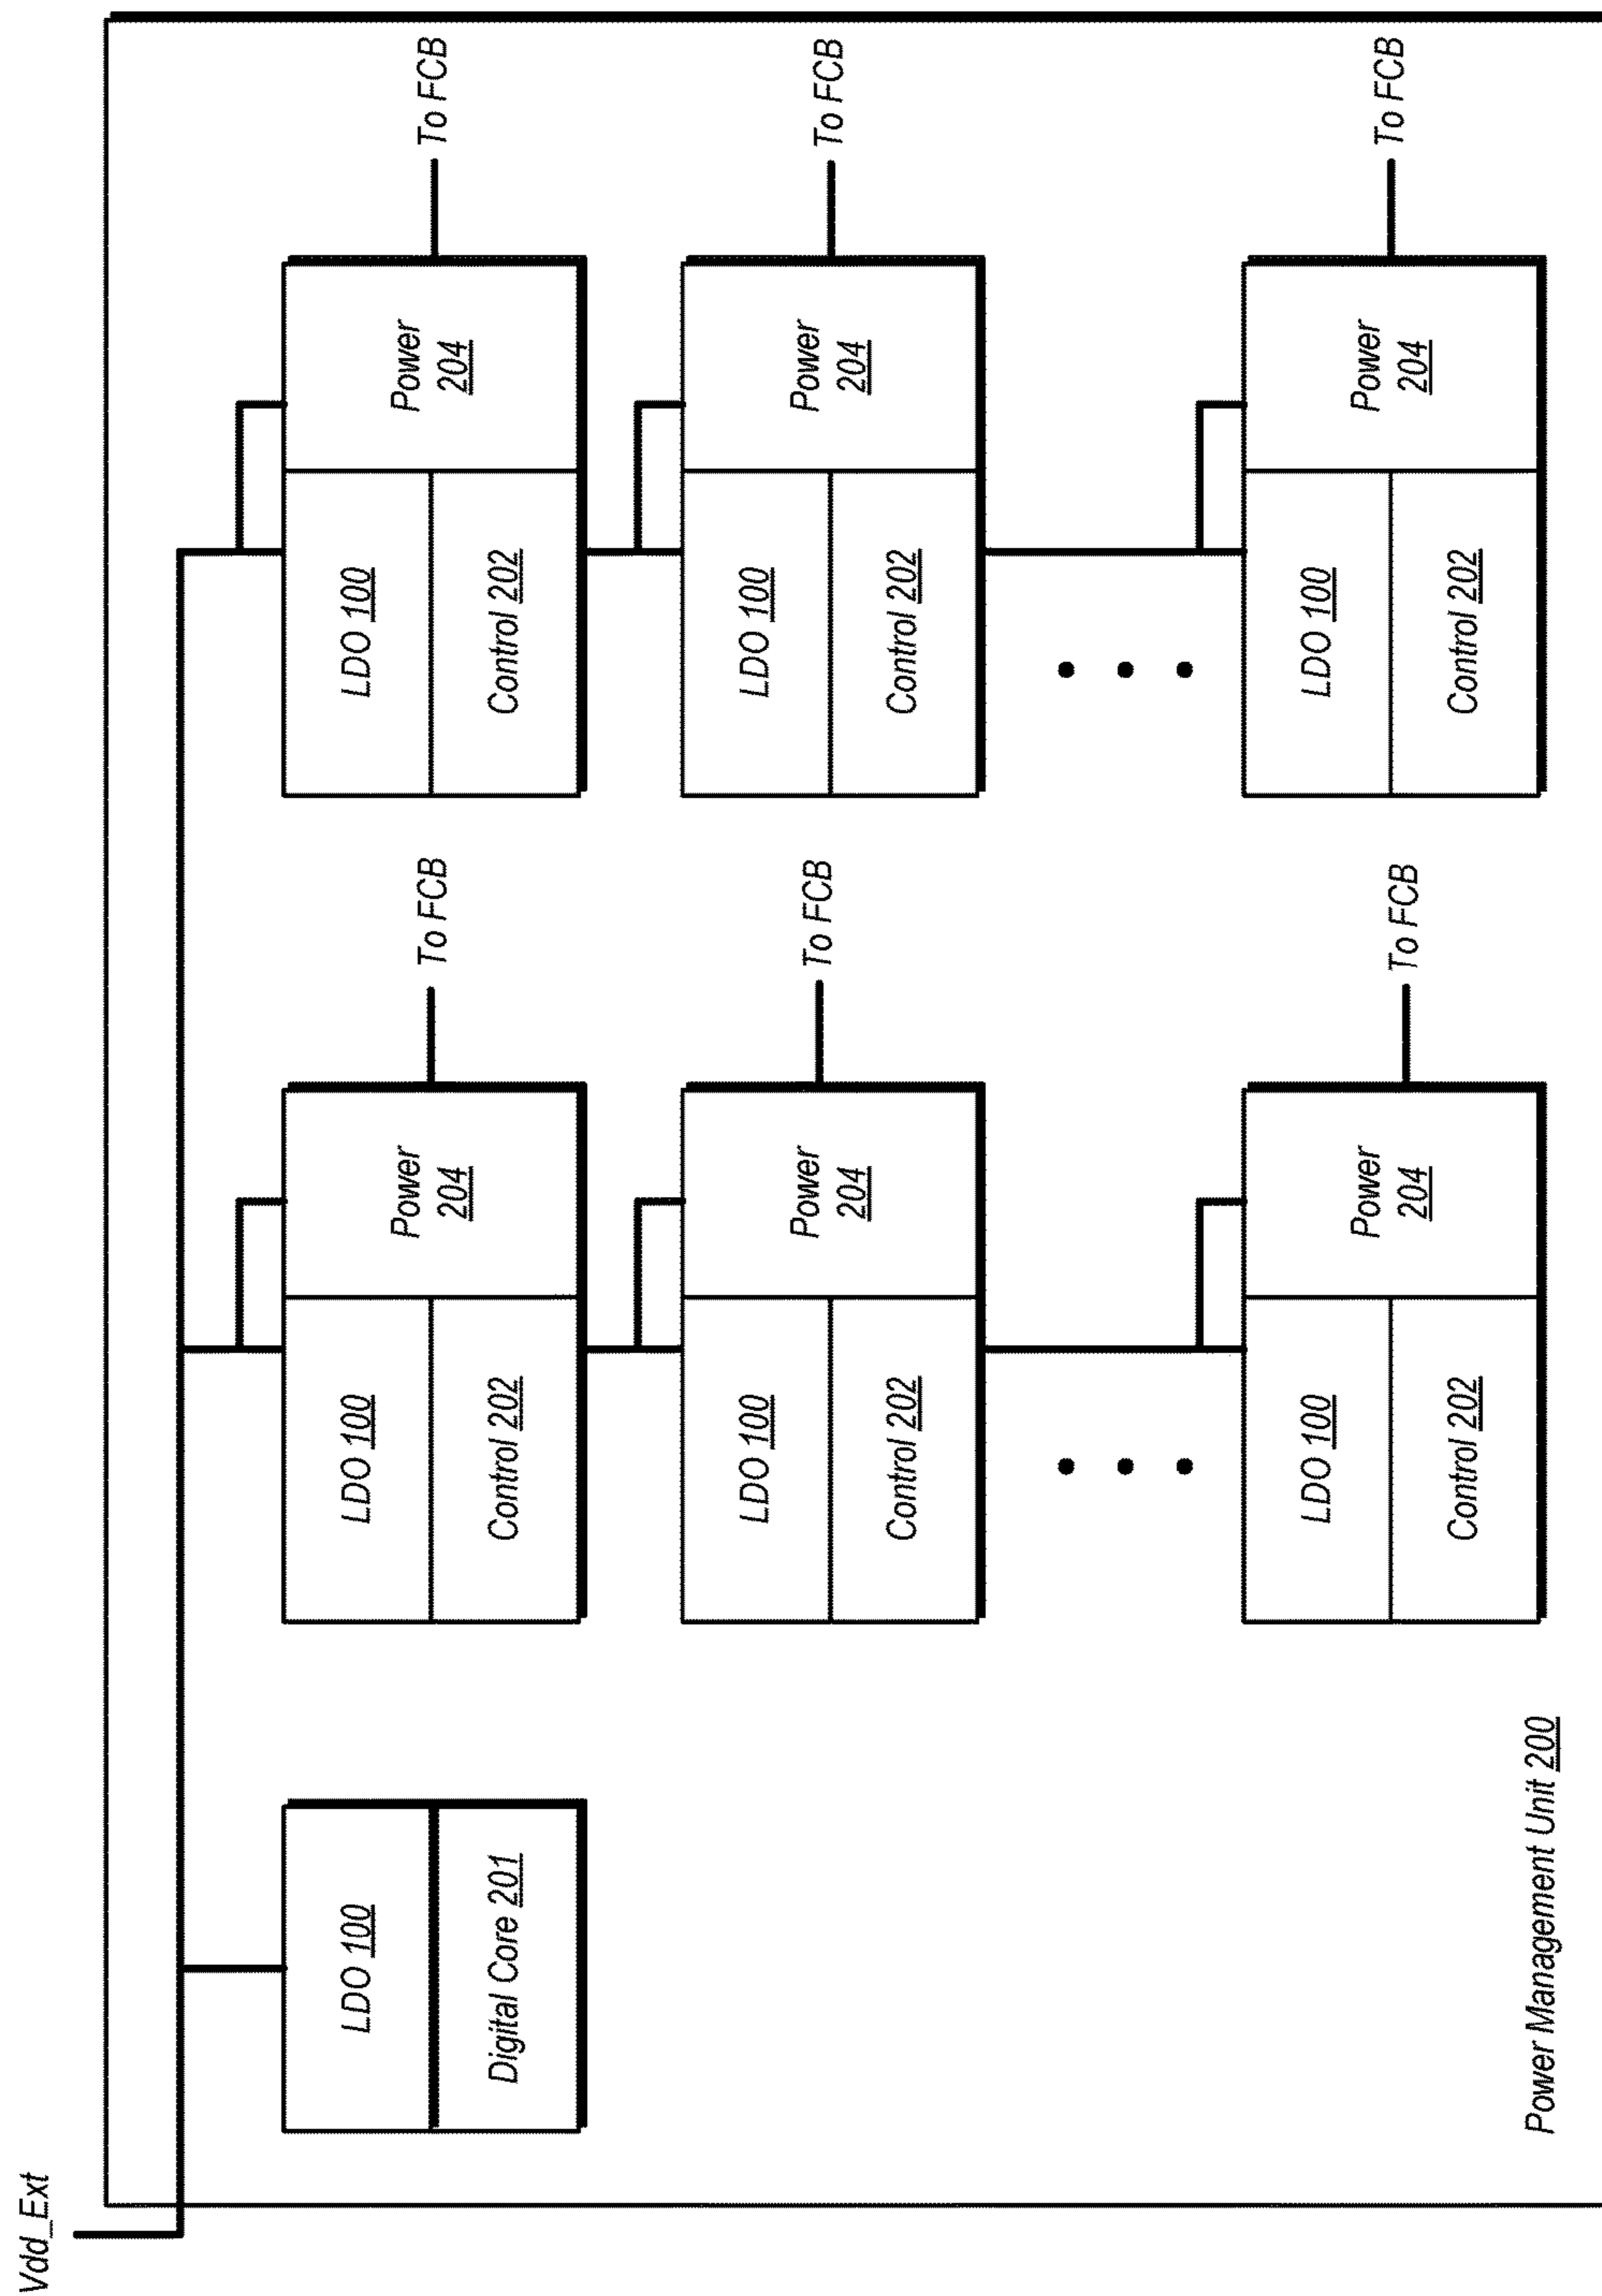 Vdd_Ext
LDO 100
Digital Core 201
LDO 100
Control 202
Power
204
To FCB
LDO 100
Control 202
Power
204
To FCB
LDO 100
Control 202
Power
204
To FCB
LDO 100
Control 202
Power
204
To FCB
LDO 100
Control 202
Power
204
To FCB
LDO 100
Control 202
Power
204
To FCB
Power Management Unit 200